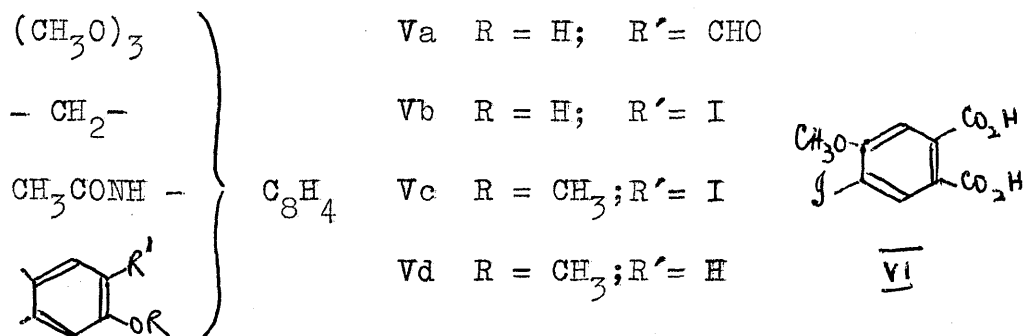 (CH₃O)₃ Va R = H; R′= CHO
- CH₂- Vb R = H; R′= I
CH₃CONH - C₈H₄ Vc R = CH₃;R′= I
Vd R = CH₃;R′= H
R'
OR
CH₃O
CO₂H
I
CO₂H
VI